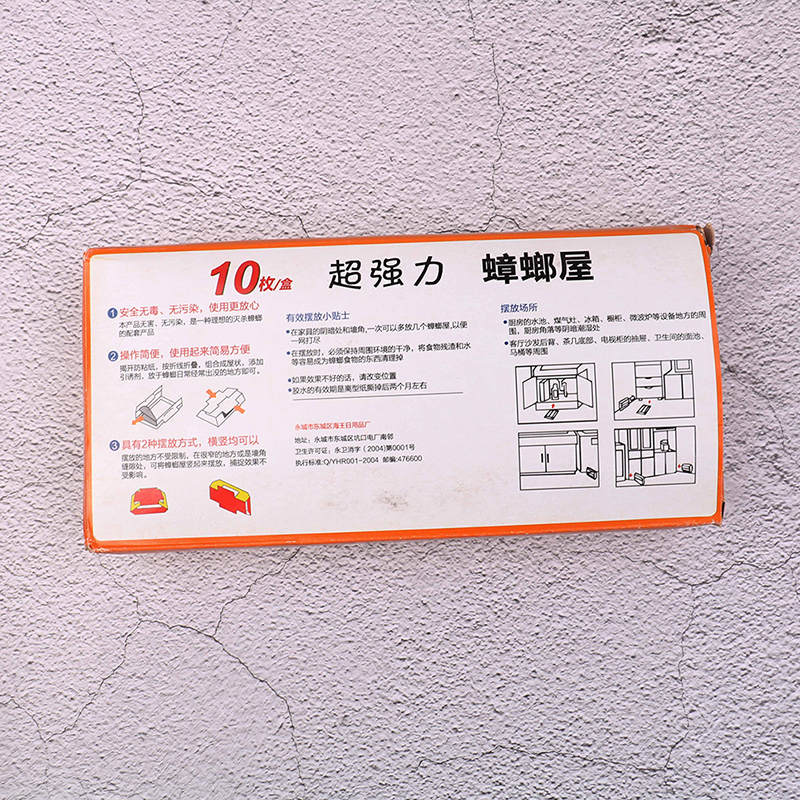 10枚/盒 超强力 蟑螂屋
1 安全无毒、无污染，使用更放心
本产品无害、无污染，是一种理想的灭杀蟑螂
的配套产品
2 操作简便，使用起来简易方便
揭开防粘纸，按折线折叠，组合成屋状，添加
引诱剂，放于蟑螂日常经常出没的地方即可。
3 具有2种摆放方式，横竖均可以
摆放的地方不受限制，在很窄的地方或是墙角
缝隙处，可将蟑螂屋竖起来摆放，捕捉效果不
受影响。
有效摆放小贴士
●在家具的阴暗处和墙角,一次可以多放几个蟑螂屋,以便
一网打尽
●在摆放时，必须保持周围环境的干净，将食物残渣和水
等容易成为蟑螂食物的东西清理掉
●如果效果不好的话，请改变位置
●胶水的有效期是离型纸撕掉后两个月左右
永城市东城区海王日用品厂
地址：永城市东城区坑口电厂南邻
卫生许可证：永卫消字（2004)第0001号
执行标准:Q/YHR001-2004 邮编:476600
摆放场所
●厨房的水池、煤气灶、冰箱、橱柜、微波炉等设备地方的周
围，厨房角落等阴暗潮湿处
●客厅沙发后背、茶几底部、电视柜的抽屉、卫生间的面池、
马桶等周围